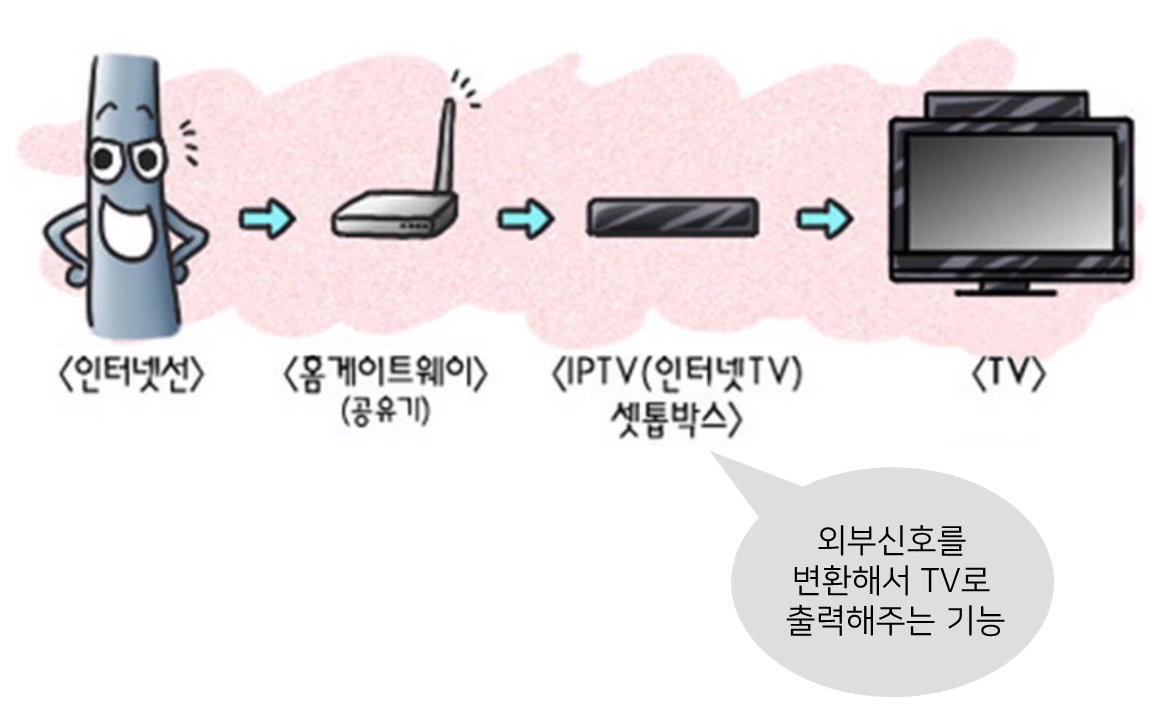 <인터넷선>
<홈게이트웨이>
(공유기)
<IPTV(인터넷TV)
셋톱박스>
<TV>
외부신호를
변환해서 TV로
출력해주는 기능